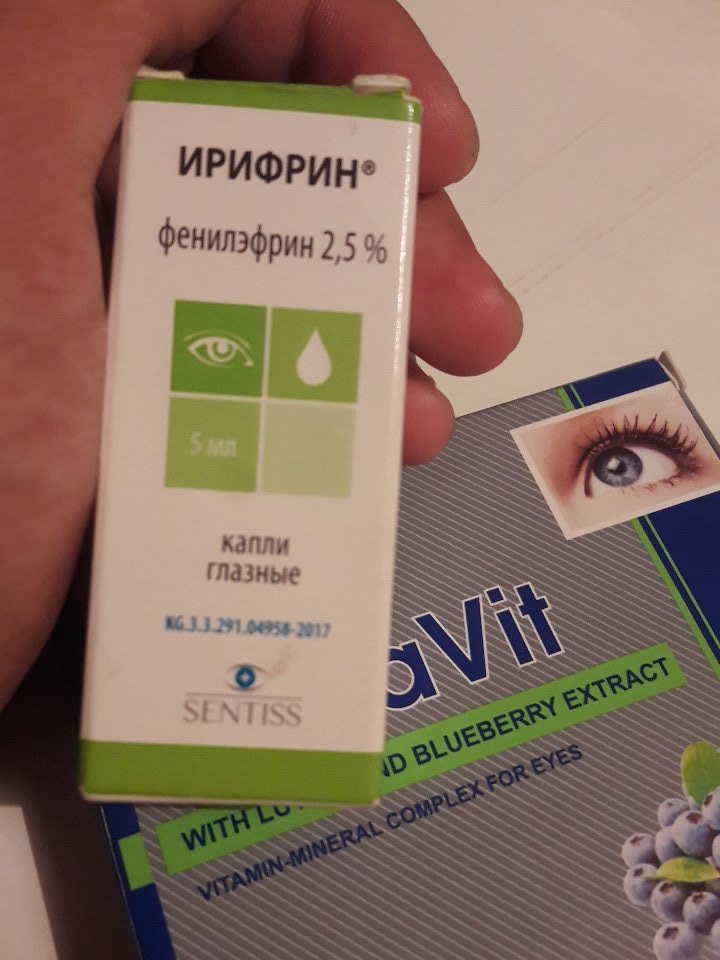 ИРИФРИН®
фенилэфрин 2,5 %
5 мл
капли
глазные
KG.3.3.291.04958-2017
SENTISS
aVit
WITH ND BLUEBERRY EXTRACT
VITAMIN-MINERAL COMPLEX FOR EYES